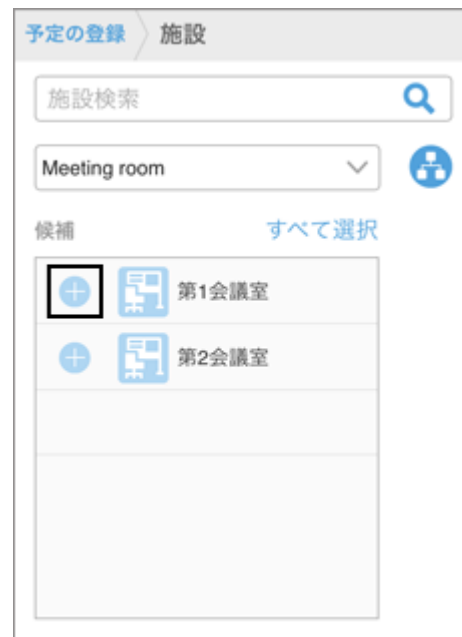 予定の登録 施設
施設検索
Meeting room
候補 すべて選択
第1会議室
第2会議室